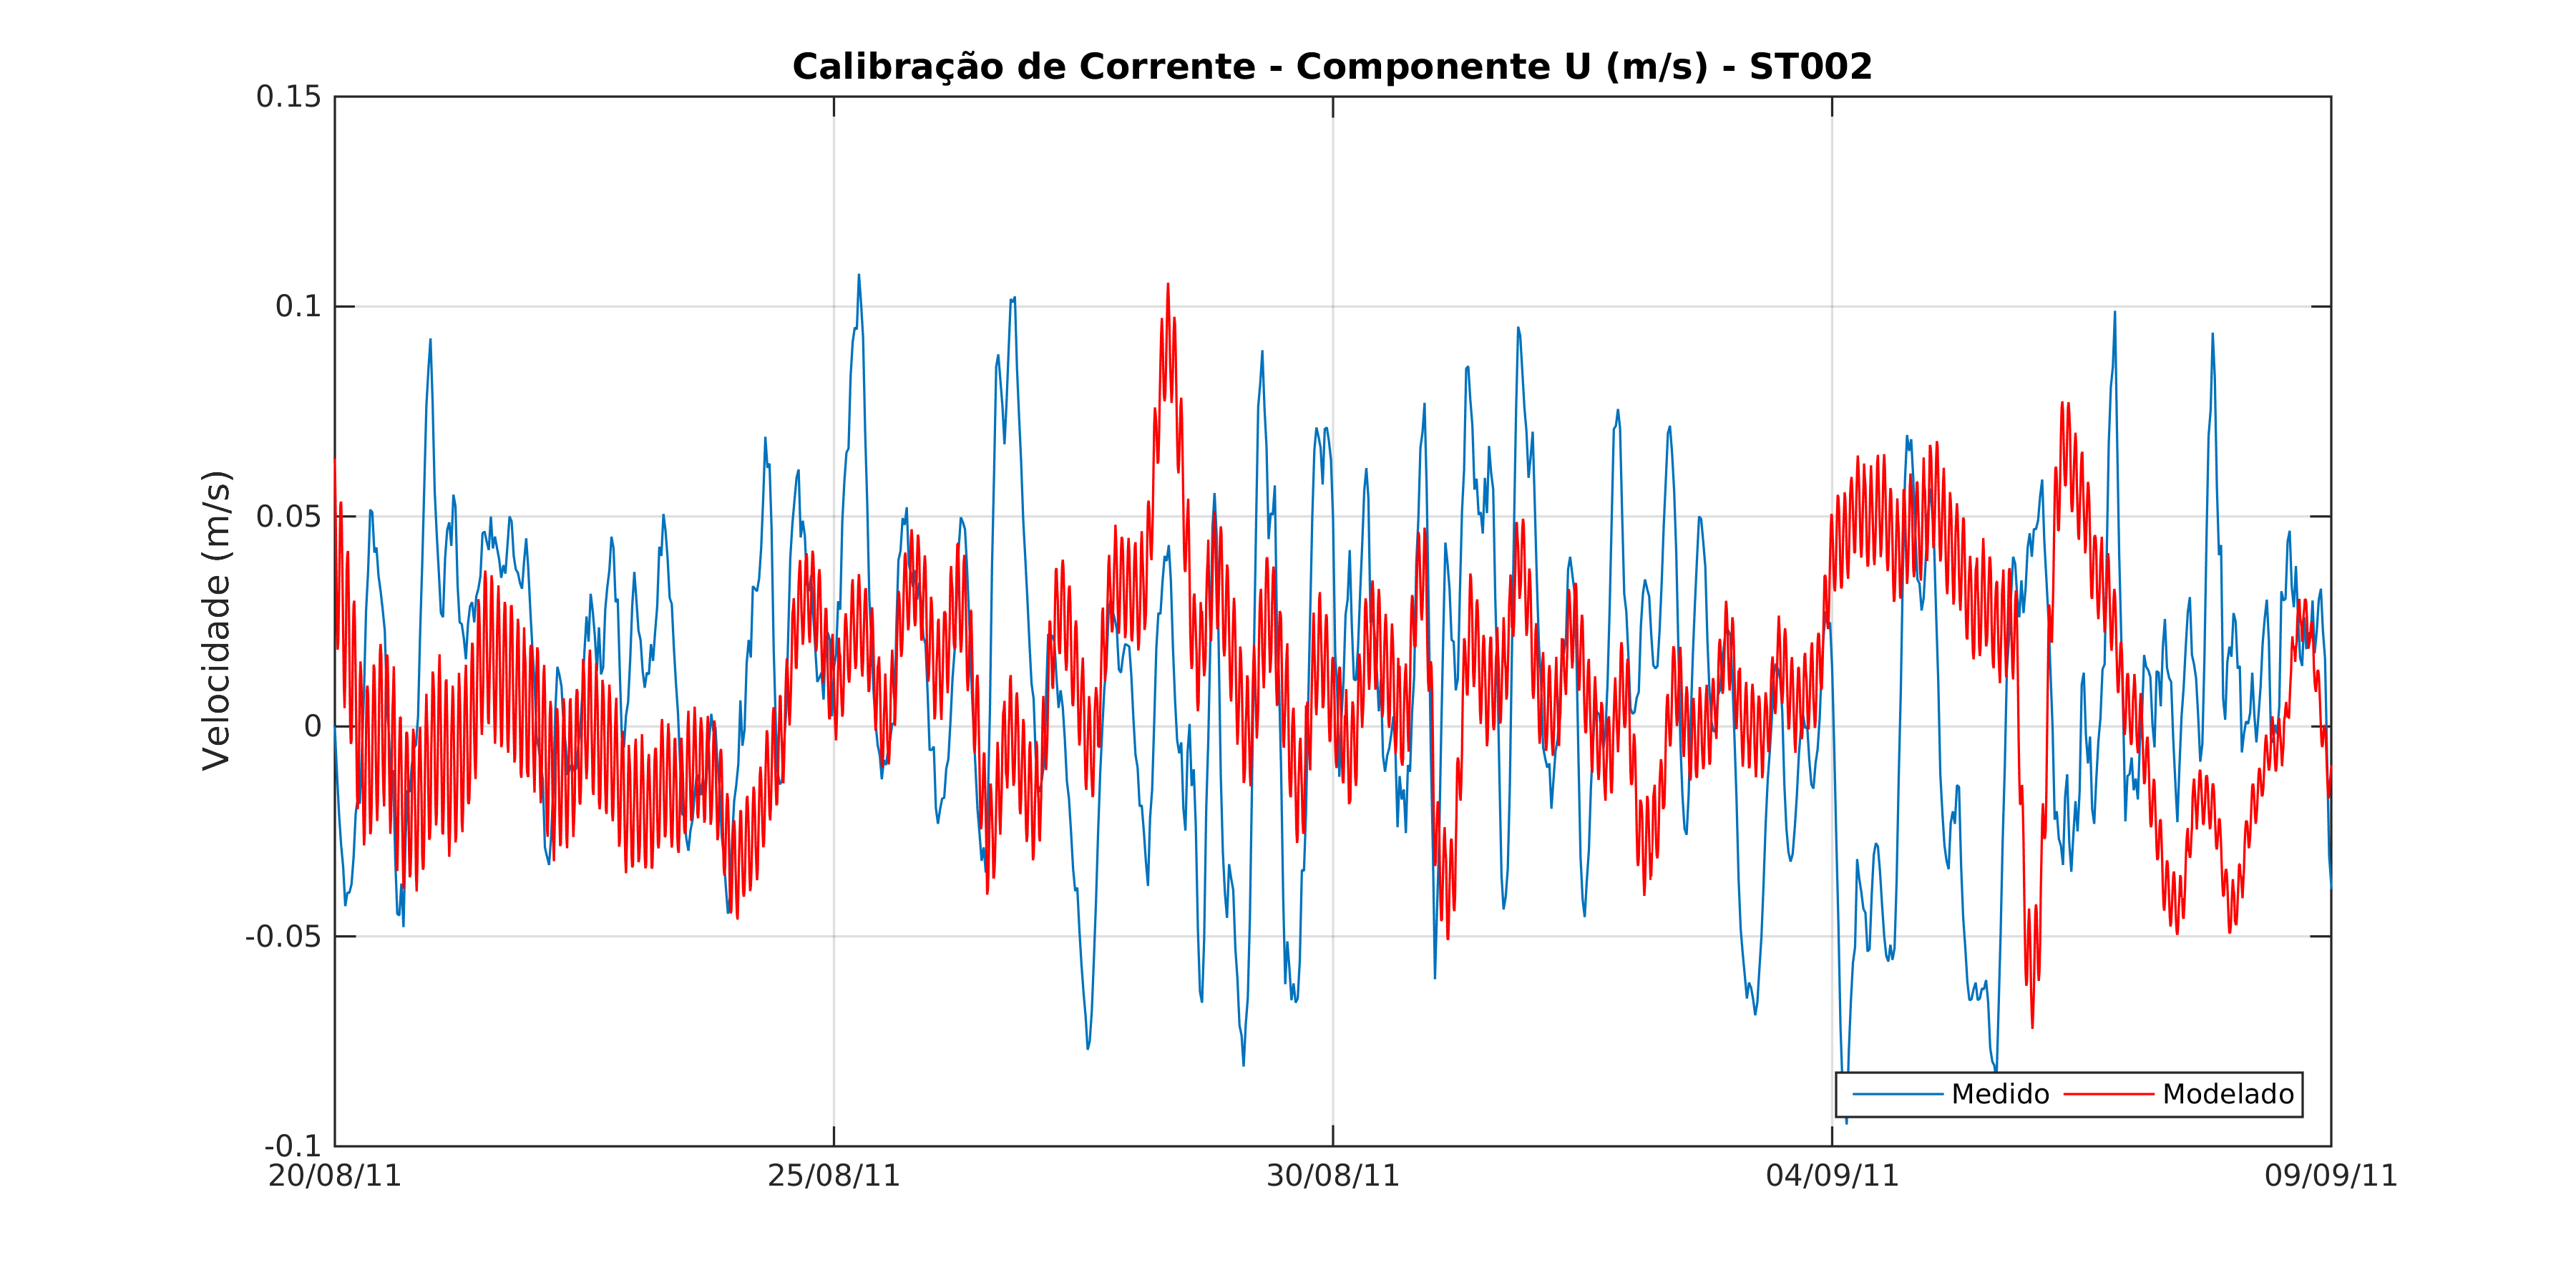 Calibração de Corrente - Componente U (m/s) - ST002
Velocidade (m/s)
0.15
0.1
0.05
0
-0.05
-0.1
20/08/11
25/08/11
30/08/11
04/09/11
09/09/11
Medido
Modelado